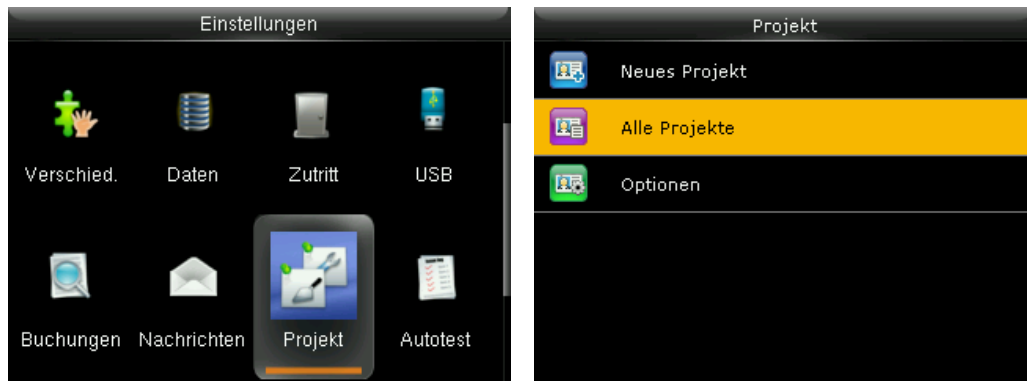 Einstellungen
Verschied. Daten Zutritt USB
Buchungen Nachrichten Projekt Autotest
Projekt
Neues Projekt
Alle Projekte
Optionen